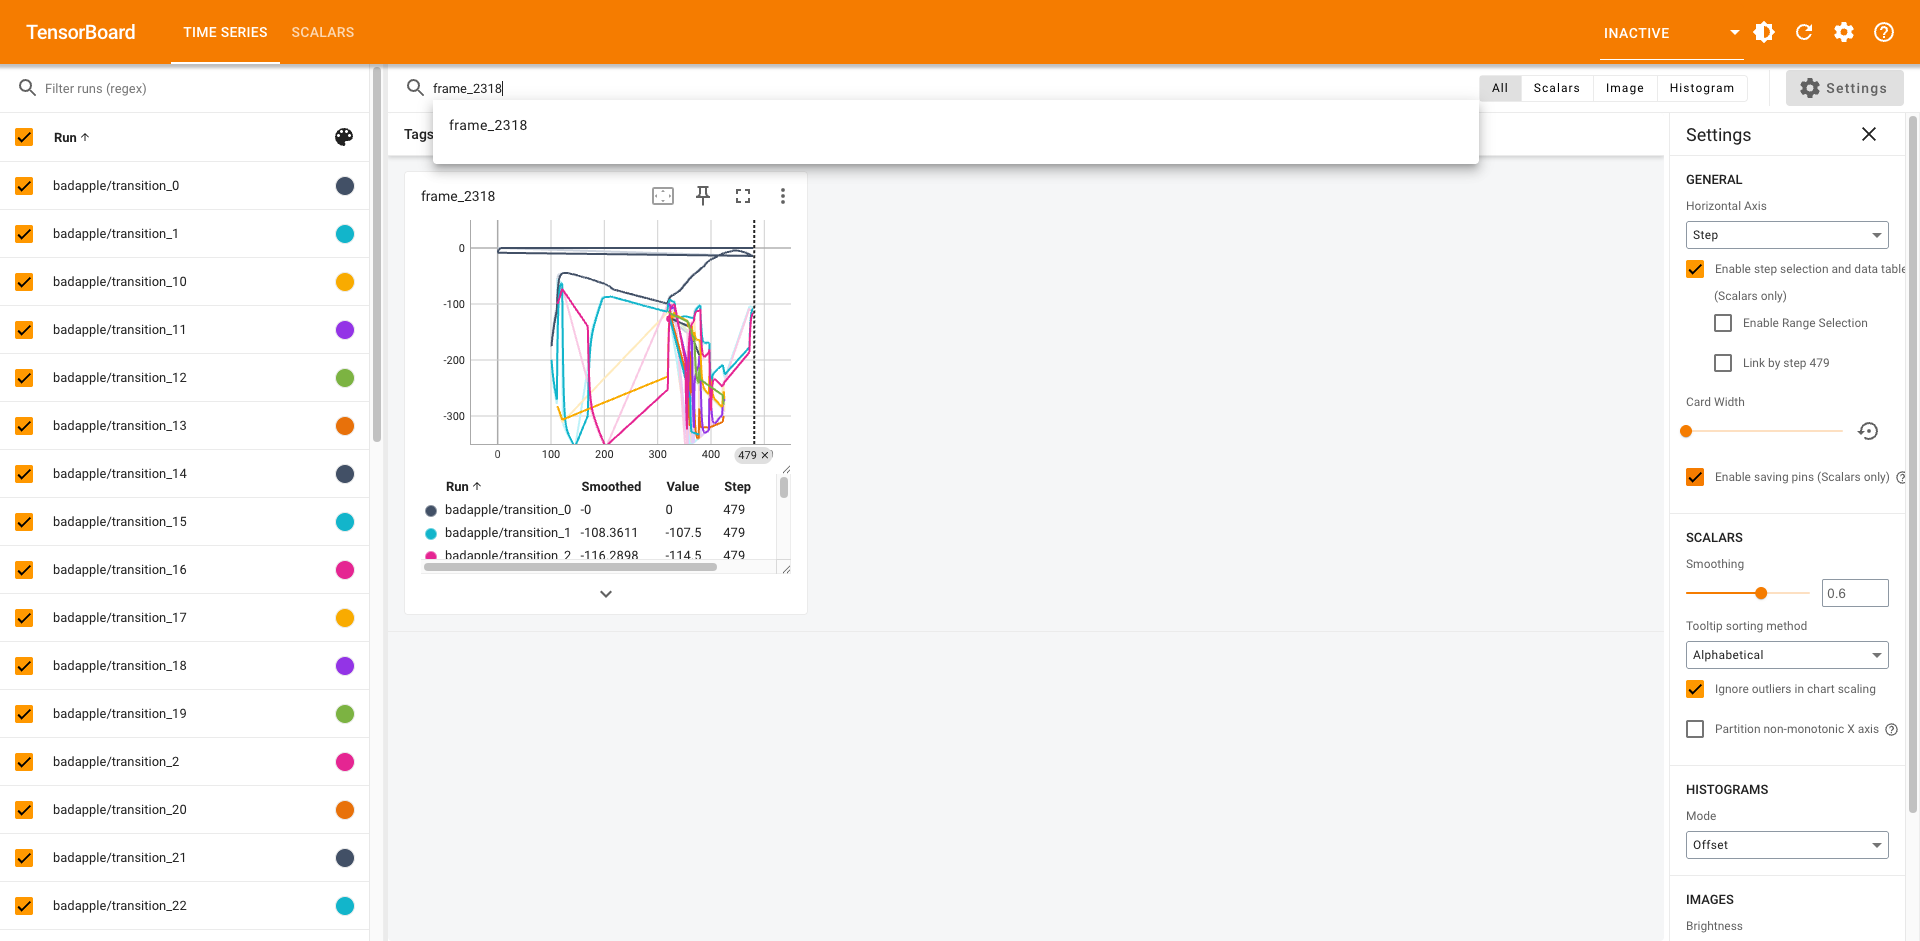 TensorBoard
TIME SERIES
SCALARS
INACTIVE
Filter runs (regex)
frame_2318
All
Scalars
Image
Histogram
Settings
frame_2318
Tags
Run
badapple/transition_0
badapple/transition_1
badapple/transition_10
badapple/transition_11
badapple/transition_12
badapple/transition_13
badapple/transition_14
badapple/transition_15
badapple/transition_16
badapple/transition_17
badapple/transition_18
badapple/transition_19
badapple/transition_2
badapple/transition_20
badapple/transition_21
badapple/transition_22
frame_2318
0
-100
-200
-300
0 100 200 300 400 479
Run Smoothed Value Step
badapple/transition_0 -0 0 479
badapple/transition_1 -108.3611 -107.5 479
badapple/transition_2 -116.2898 -114.5 479
Settings
GENERAL
Horizontal Axis
Step
Enable step selection and data table
(Scalars only)
Enable Range Selection
Link by step 479
Card Width
Enable saving pins (Scalars only)
SCALARS
Smoothing
0.6
Tooltip sorting method
Alphabetical
Ignore outliers in chart scaling
Partition non-monotonic X axis
HISTOGRAMS
Mode
Offset
IMAGES
Brightness